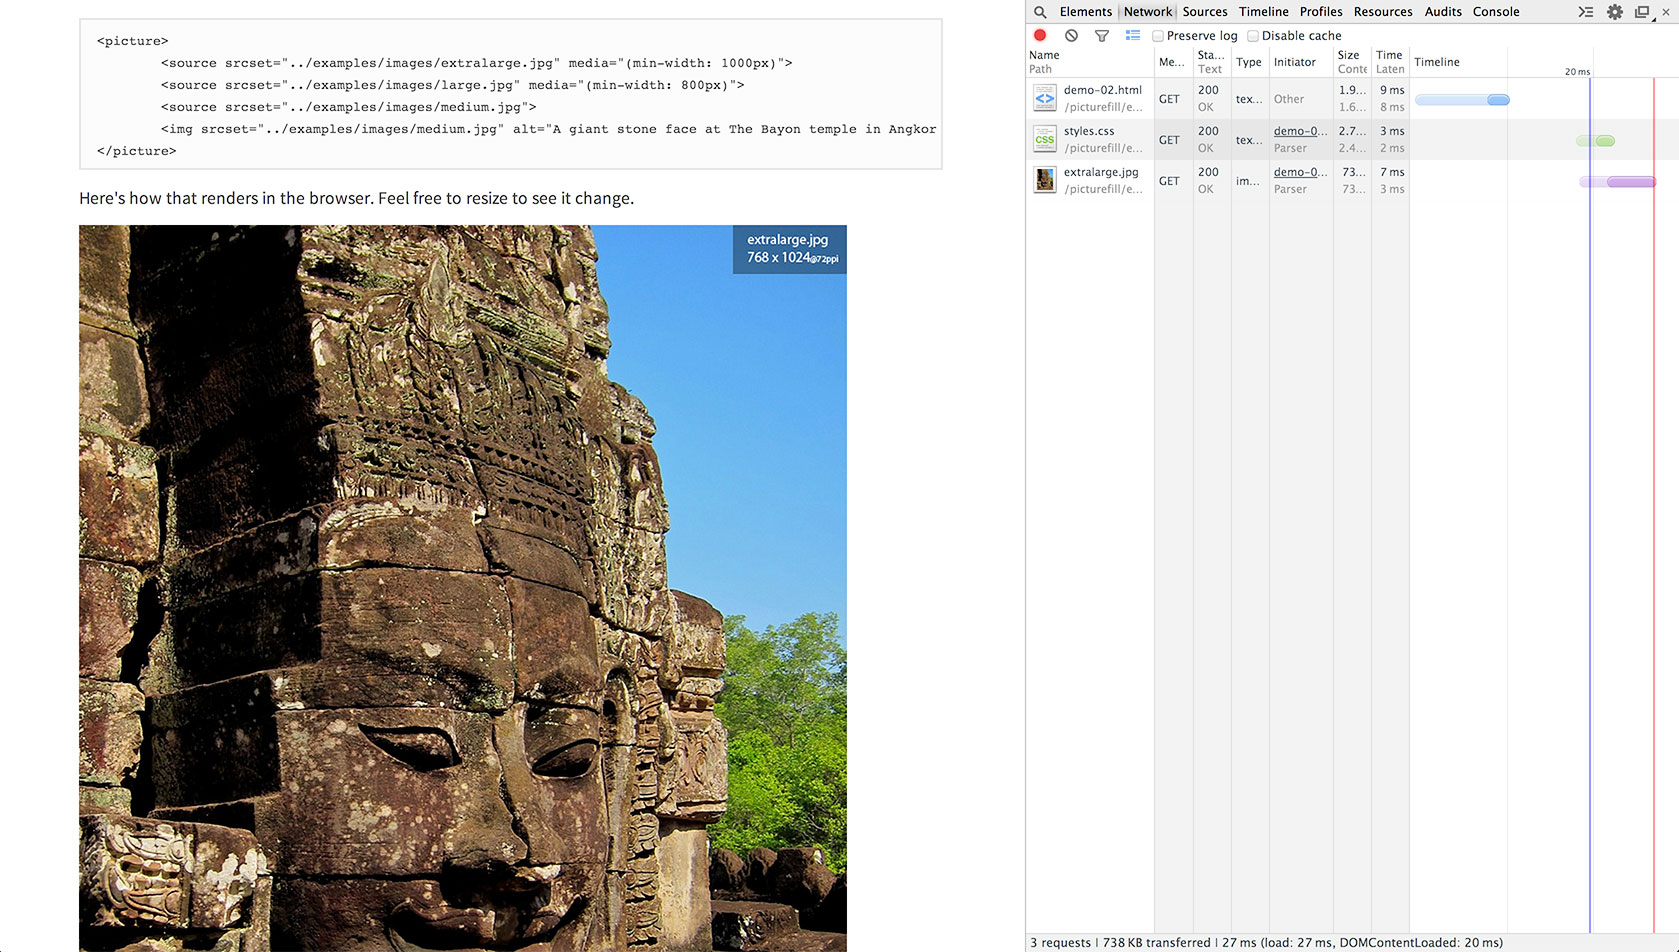 <picture>
<source srcset="../examples/images/extralarge.jpg" media="(min-width: 1000px)">
<source srcset="../examples/images/large.jpg" media="(min-width: 800px)">
<source srcset="../examples/images/medium.jpg">
<img srcset="../examples/images/medium.jpg" alt="A giant stone face at The Bayon temple in Angkor
</picture>
Here's how that renders in the browser. Feel free to resize to see it change.
extralarge.jpg
768 x 1024@72ppi
Elements Network Sources Timeline Profiles Resources Audits Console
Preserve log Disable cache
Name Me... Sta... Type Initiator Size Time Timeline
Path Text Conte Laten 20 ms
demo-02.html GET 200 tex... Other 1.9... 9 ms
/picturefill/e... OK 1.6... 8 ms
styles.css GET 200 tex... demo-0... 2.7... 3 ms
/picturefill/e... OK Parser 2.4... 2 ms
extralarge.jpg GET 200 im... demo-0... 73... 7 ms
/picturefill/e... OK Parser 73... 3 ms
CSS
3 requests | 738 KB transferred | 27 ms (load: 27 ms, DOMContentLoaded: 20 ms)